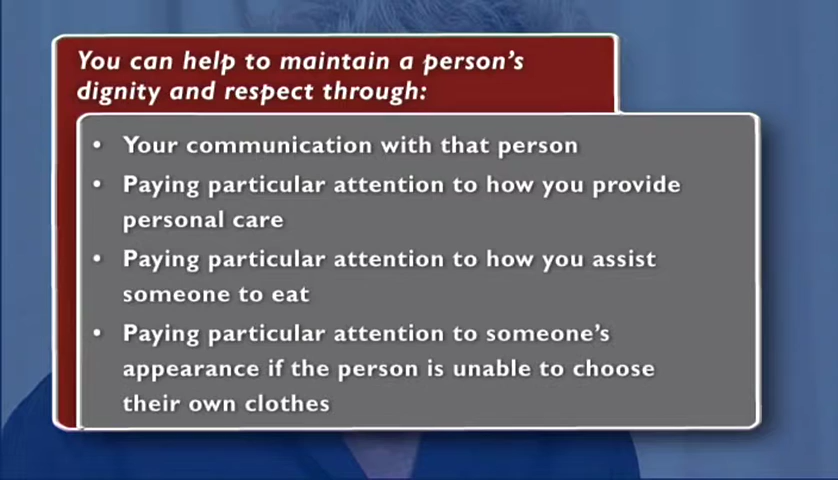 You can help to maintain a person's
dignity and respect through:
• Your communication with that person
• Paying particular attention to how you provide
personal care
• Paying particular attention to how you assist
someone to eat
• Paying particular attention to someone's
appearance if the person is unable to choose
their own clothes